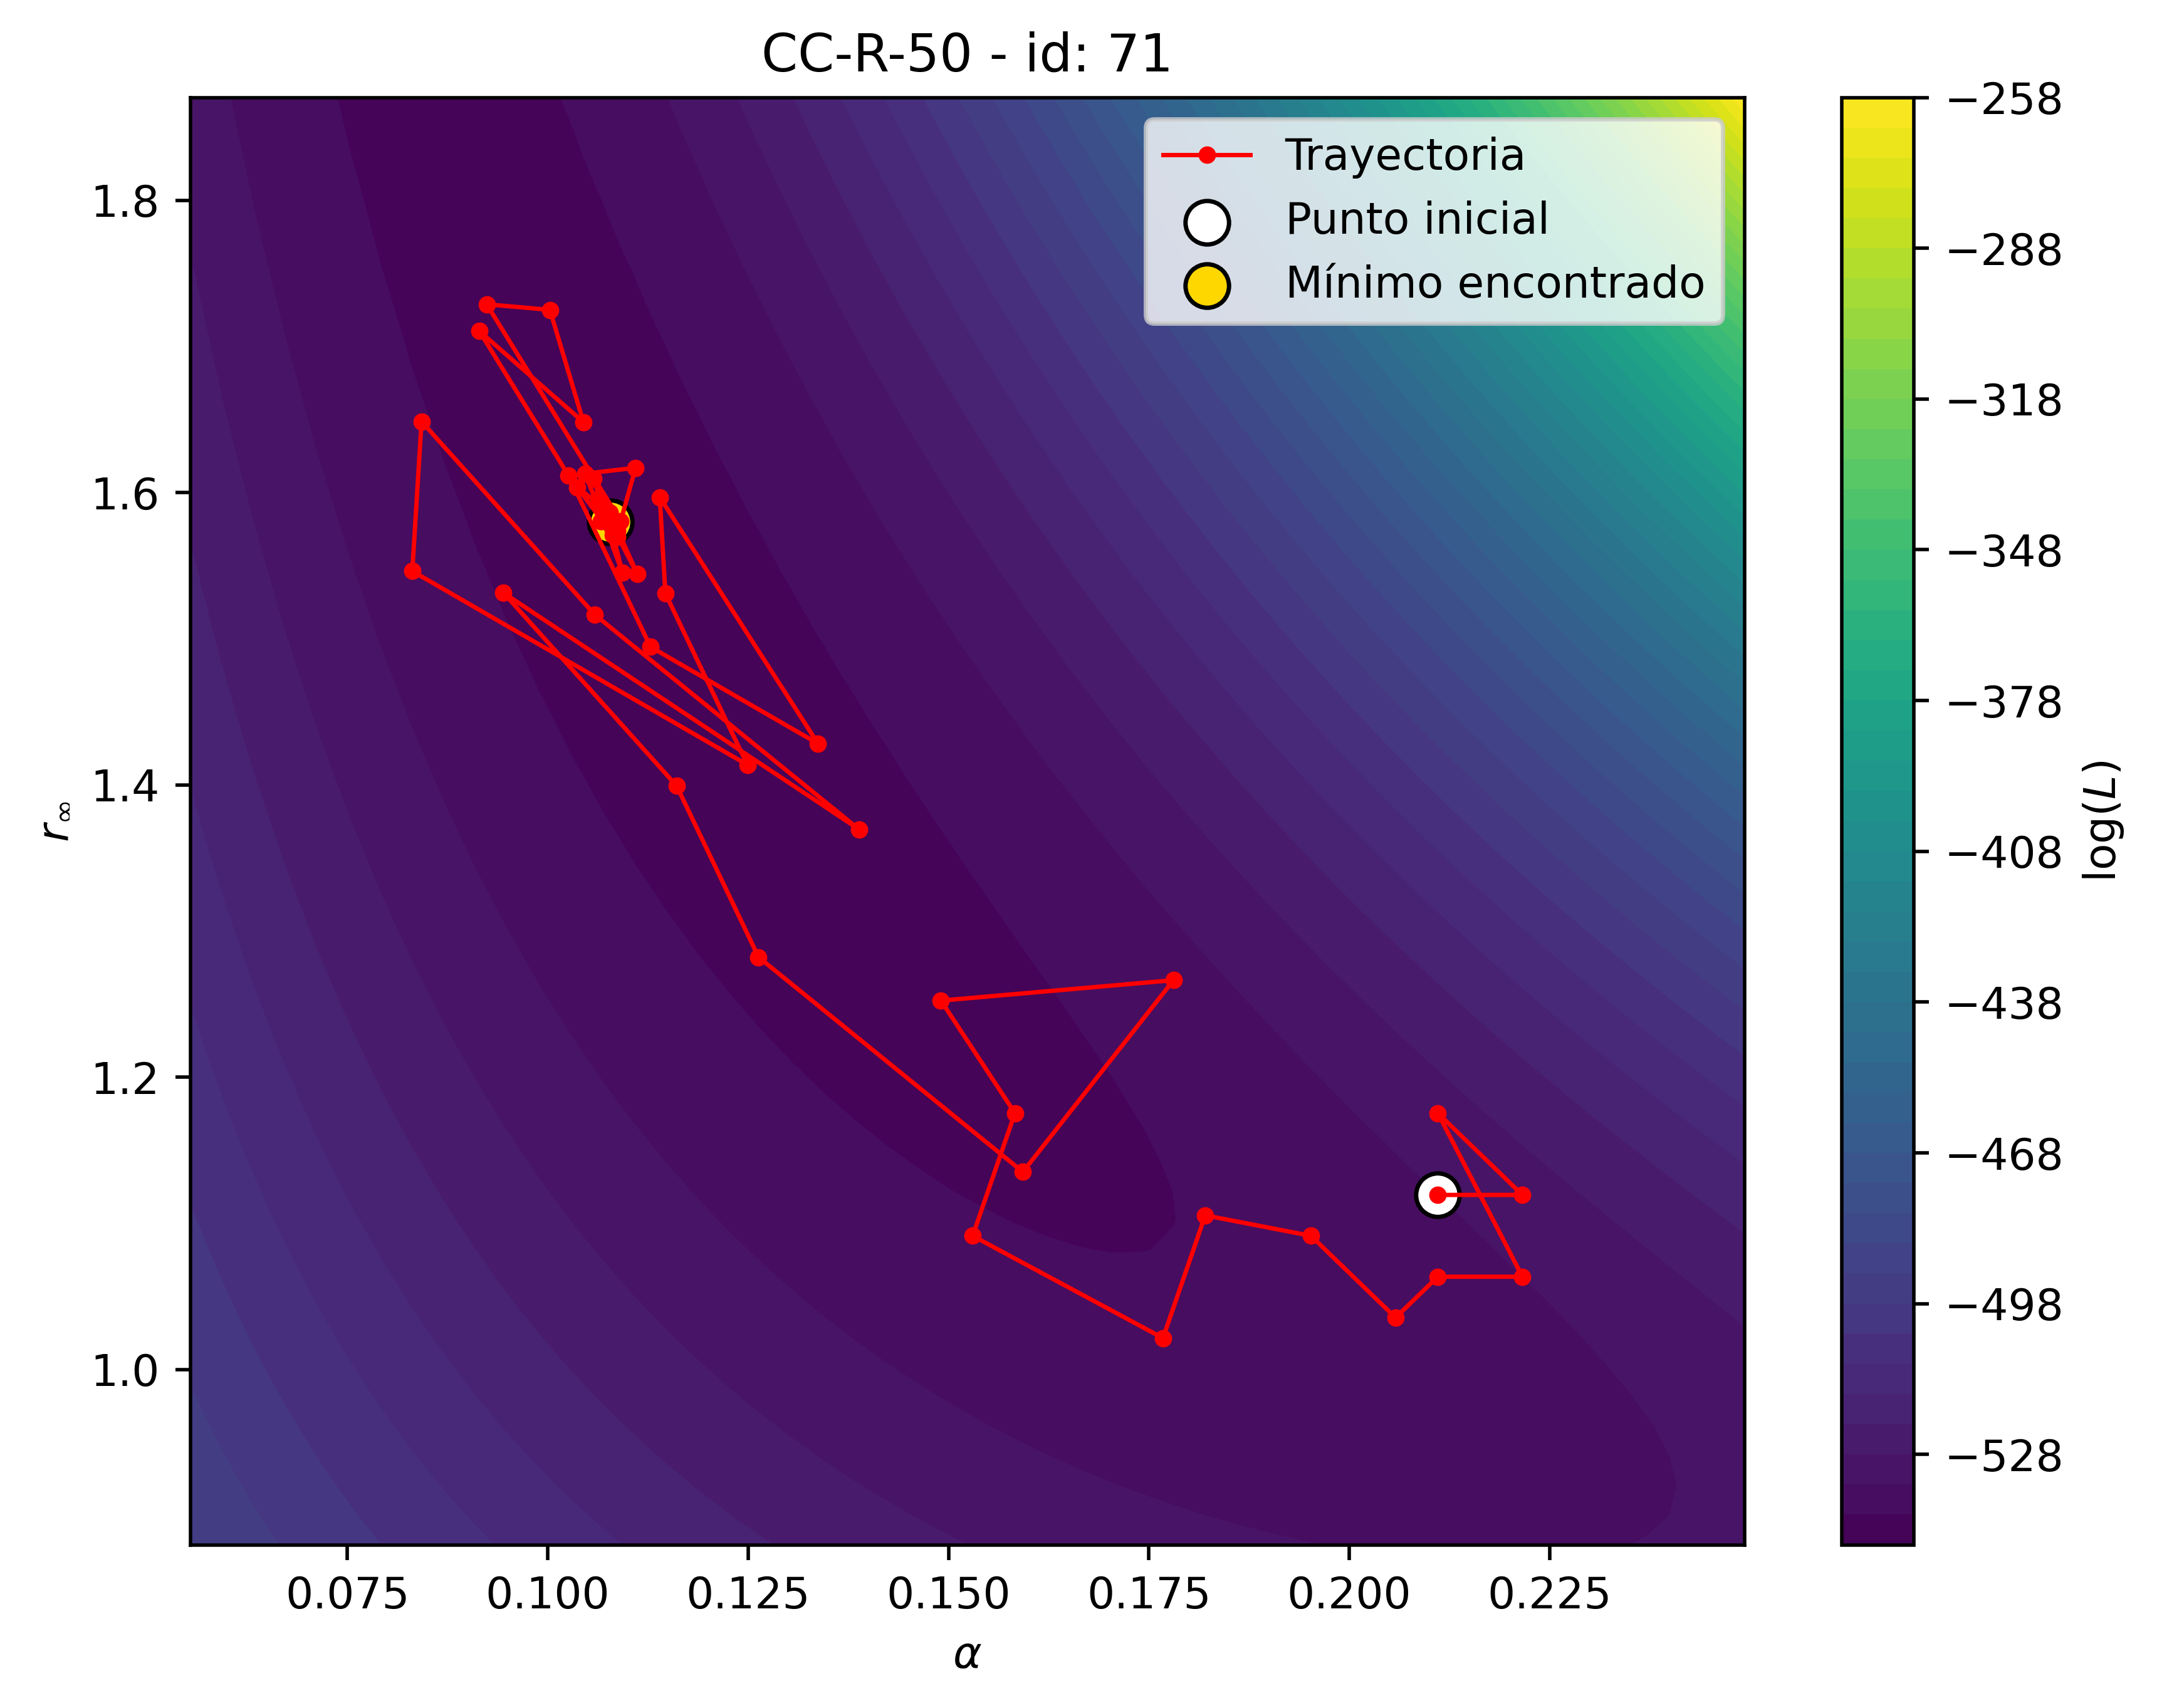 CC-R-50 - id: 71
Trayectoria
Punto inicial
Mínimo encontrado
1.8
1.6
1.4
1.2
1.0
r∞
0.075 0.100 0.125 0.150 0.175 0.200 0.225
α
−258
−288
−318
−348
−378
−408
−438
−468
−498
−528
log(L)